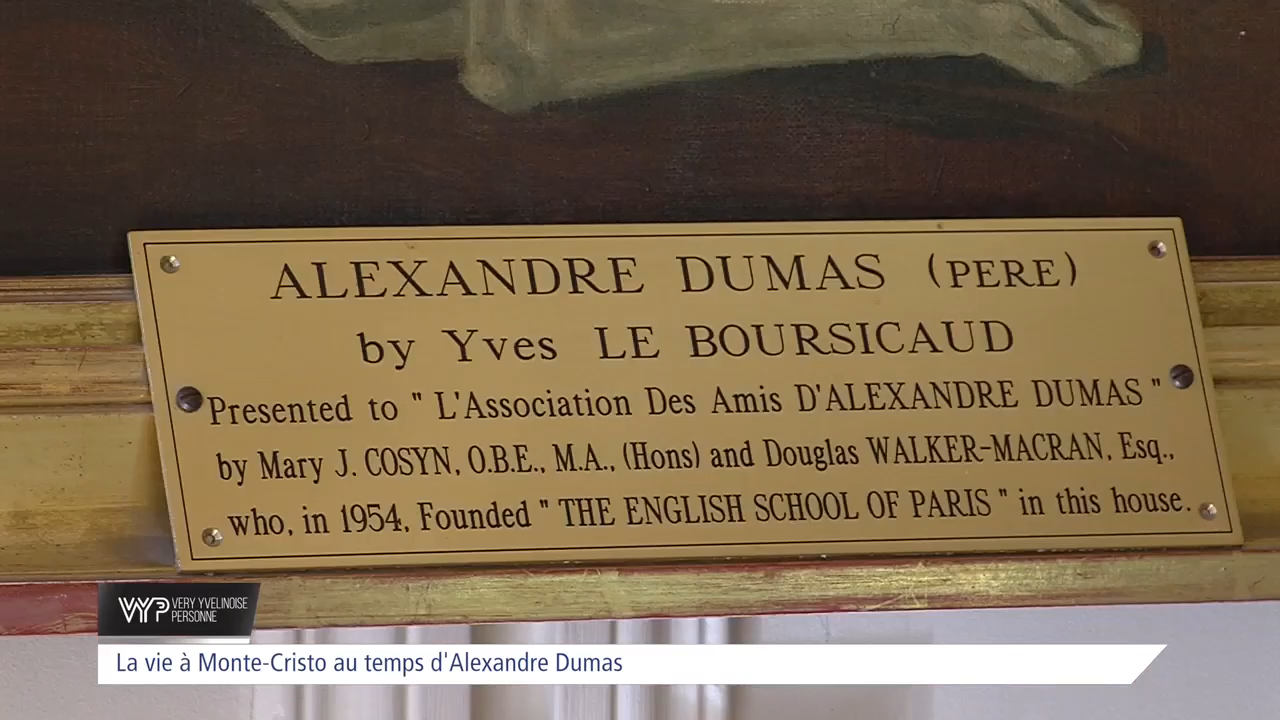 ALEXANDRE DUMAS (PERE)
by Yves LE BOURSICAUD
Presented to " L'Association Des Amis D'ALEXANDRE DUMAS "
by Mary J. COSYN, O.B.E., M.A., (Hons) and Douglas WALKER-MACRAN, Esq.,
who, in 1954, Founded " THE ENGLISH SCHOOL OF PARIS " in this house.
VYP VERY YVELINOISE
PERSONNE
La vie à Monte-Cristo au temps d'Alexandre Dumas